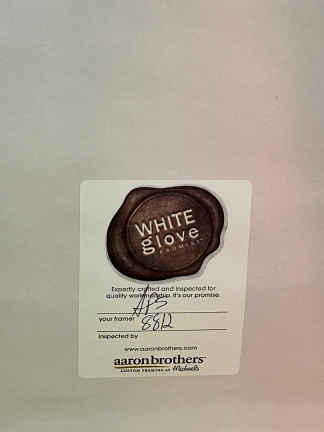 WHITE
glove
PROMISE
Expertly crafted and inspected for
quality workmanship. It's our promise.
your framer
8812
inspected by
www.aaronbrothers.com
aaronbrothers
CUSTOM FRAMING AT Michaels